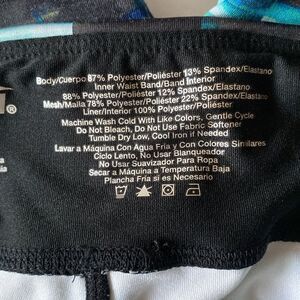 Body/Cuerpo 87% Polyester/Poliéster 13% Spandex/Elastano
Inner Waist Band/Band Interior
88% Polyester/Poliéster 12% Spandex/Elastano
Mesh/Malla 78% Polyester/Poliéster 22% Spandex/Elastano
Liner/Interior 100% Polyester/Poliéster
Machine Wash Cold With Like Colors, Gentle Cycle
Do Not Bleach, Do Not Use Fabric Softener
Tumble Dry Low, Cool Iron if Needed
Lavar a Máquina Con Agua Fria y Con Colores Similares
Ciclo Lento, No Usar Blanqueador
No Usar Suavizador Para Ropa
Secar a Máquina a Temperatura Baja
Plancha Fria si es Necesario